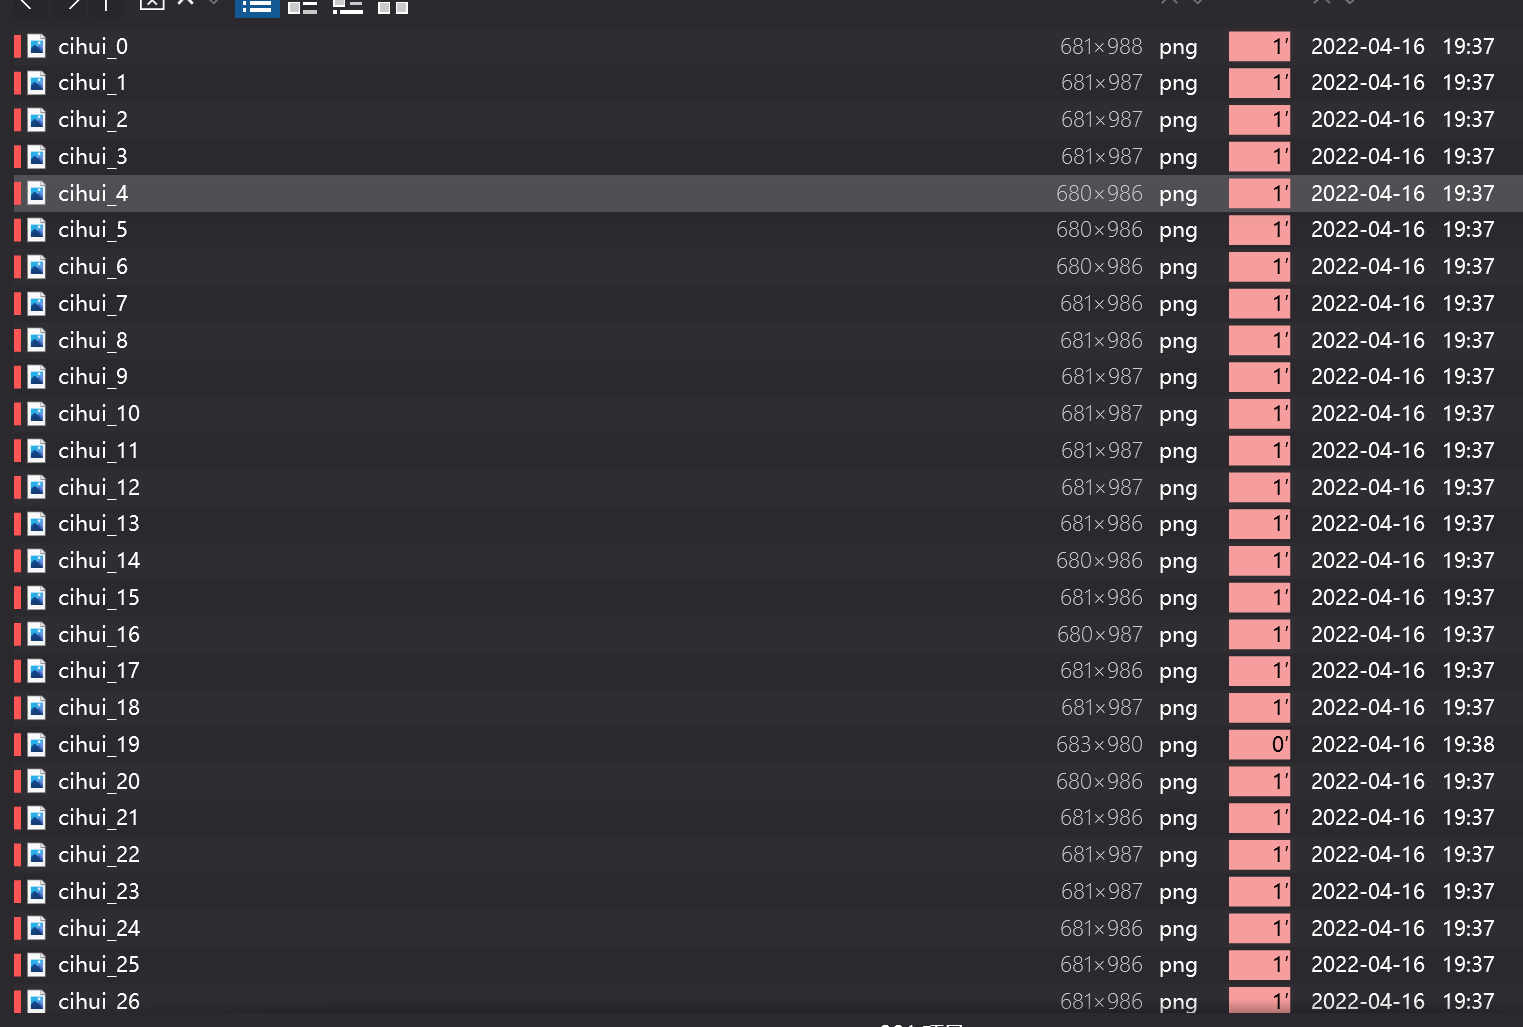 cihui_0 681×988 png 1′ 2022-04-16 19:37
cihui_1 681×987 png 1′ 2022-04-16 19:37
cihui_2 681×987 png 1′ 2022-04-16 19:37
cihui_3 681×987 png 1′ 2022-04-16 19:37
cihui_4 680×986 png 1′ 2022-04-16 19:37
cihui_5 680×986 png 1′ 2022-04-16 19:37
cihui_6 680×986 png 1′ 2022-04-16 19:37
cihui_7 681×986 png 1′ 2022-04-16 19:37
cihui_8 681×986 png 1′ 2022-04-16 19:37
cihui_9 681×987 png 1′ 2022-04-16 19:37
cihui_10 681×987 png 1′ 2022-04-16 19:37
cihui_11 681×987 png 1′ 2022-04-16 19:37
cihui_12 681×987 png 1′ 2022-04-16 19:37
cihui_13 681×986 png 1′ 2022-04-16 19:37
cihui_14 680×986 png 1′ 2022-04-16 19:37
cihui_15 681×986 png 1′ 2022-04-16 19:37
cihui_16 680×987 png 1′ 2022-04-16 19:37
cihui_17 681×986 png 1′ 2022-04-16 19:37
cihui_18 681×987 png 1′ 2022-04-16 19:37
cihui_19 683×980 png 0′ 2022-04-16 19:38
cihui_20 680×986 png 1′ 2022-04-16 19:37
cihui_21 681×986 png 1′ 2022-04-16 19:37
cihui_22 681×987 png 1′ 2022-04-16 19:37
cihui_23 681×987 png 1′ 2022-04-16 19:37
cihui_24 681×986 png 1′ 2022-04-16 19:37
cihui_25 681×986 png 1′ 2022-04-16 19:37
cihui_26 681×986 png 1′ 2022-04-16 19:37